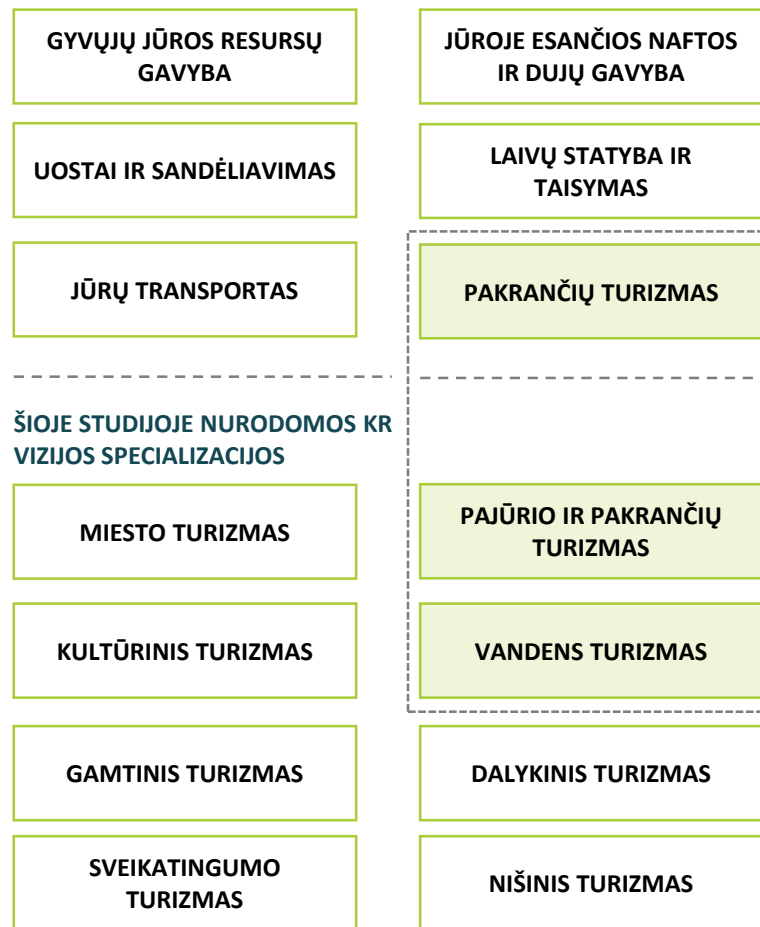 GYVŲJŲ JŪROS RESURSŲ
GAVYBA
JŪROJE ESANČIOS NAFTOS
IR DUJŲ GAVYBA
UOSTAI IR SANDĖLIAVIMAS
LAIVŲ STATYBA IR
TAISYMAS
JŪRŲ TRANSPORTAS
PAKRANČIŲ TURIZMAS
ŠIOJE STUDIJOJE NURODOMOS KR
VIZIJOS SPECIALIZACIJOS
MIESTO TURIZMAS
PAJŪRIO IR PAKRANČIŲ
TURIZMAS
KULTŪRINIS TURIZMAS
VANDENS TURIZMAS
GAMTINIS TURIZMAS
DALYKINIS TURIZMAS
SVEIKATINGUMO
TURIZMAS
NIŠINIS TURIZMAS